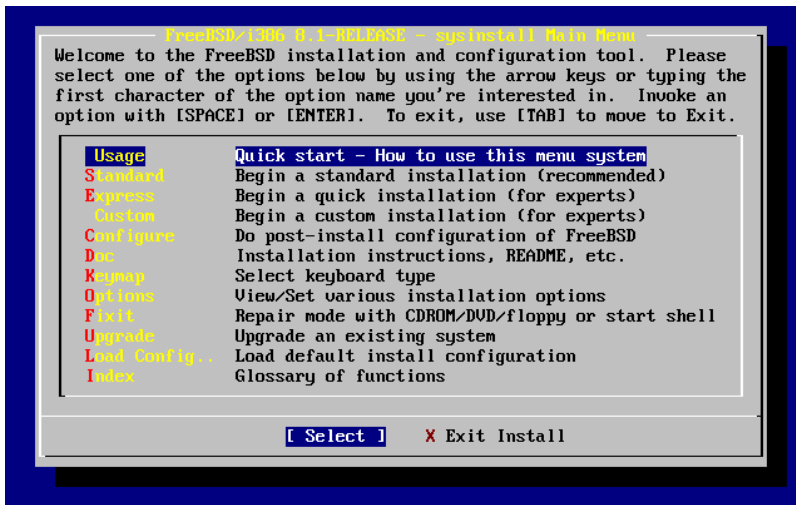 FreeBSD/i386 8.1-RELEASE - sysinstall Main Menu
Welcome to the FreeBSD installation and configuration tool.  Please
select one of the options below by using the arrow keys or typing the
first character of the option name you're interested in.  Invoke an
option with [SPACE] or [ENTER].  To exit, use [TAB] to move to Exit.
Usage Quick start - How to use this menu system
Standard Begin a standard installation (recommended)
Express Begin a quick installation (for experts)
Custom Begin a custom installation (for experts)
Configure Do post-install configuration of FreeBSD
Doc Installation instructions, README, etc.
Keymap Select keyboard type
Options View/Set various installation options
Fixit Repair mode with CDROM/DVD/floppy or start shell
Upgrade Upgrade an existing system
Load Config.. Load default install configuration
Index Glossary of functions
[ Select ] X Exit Install